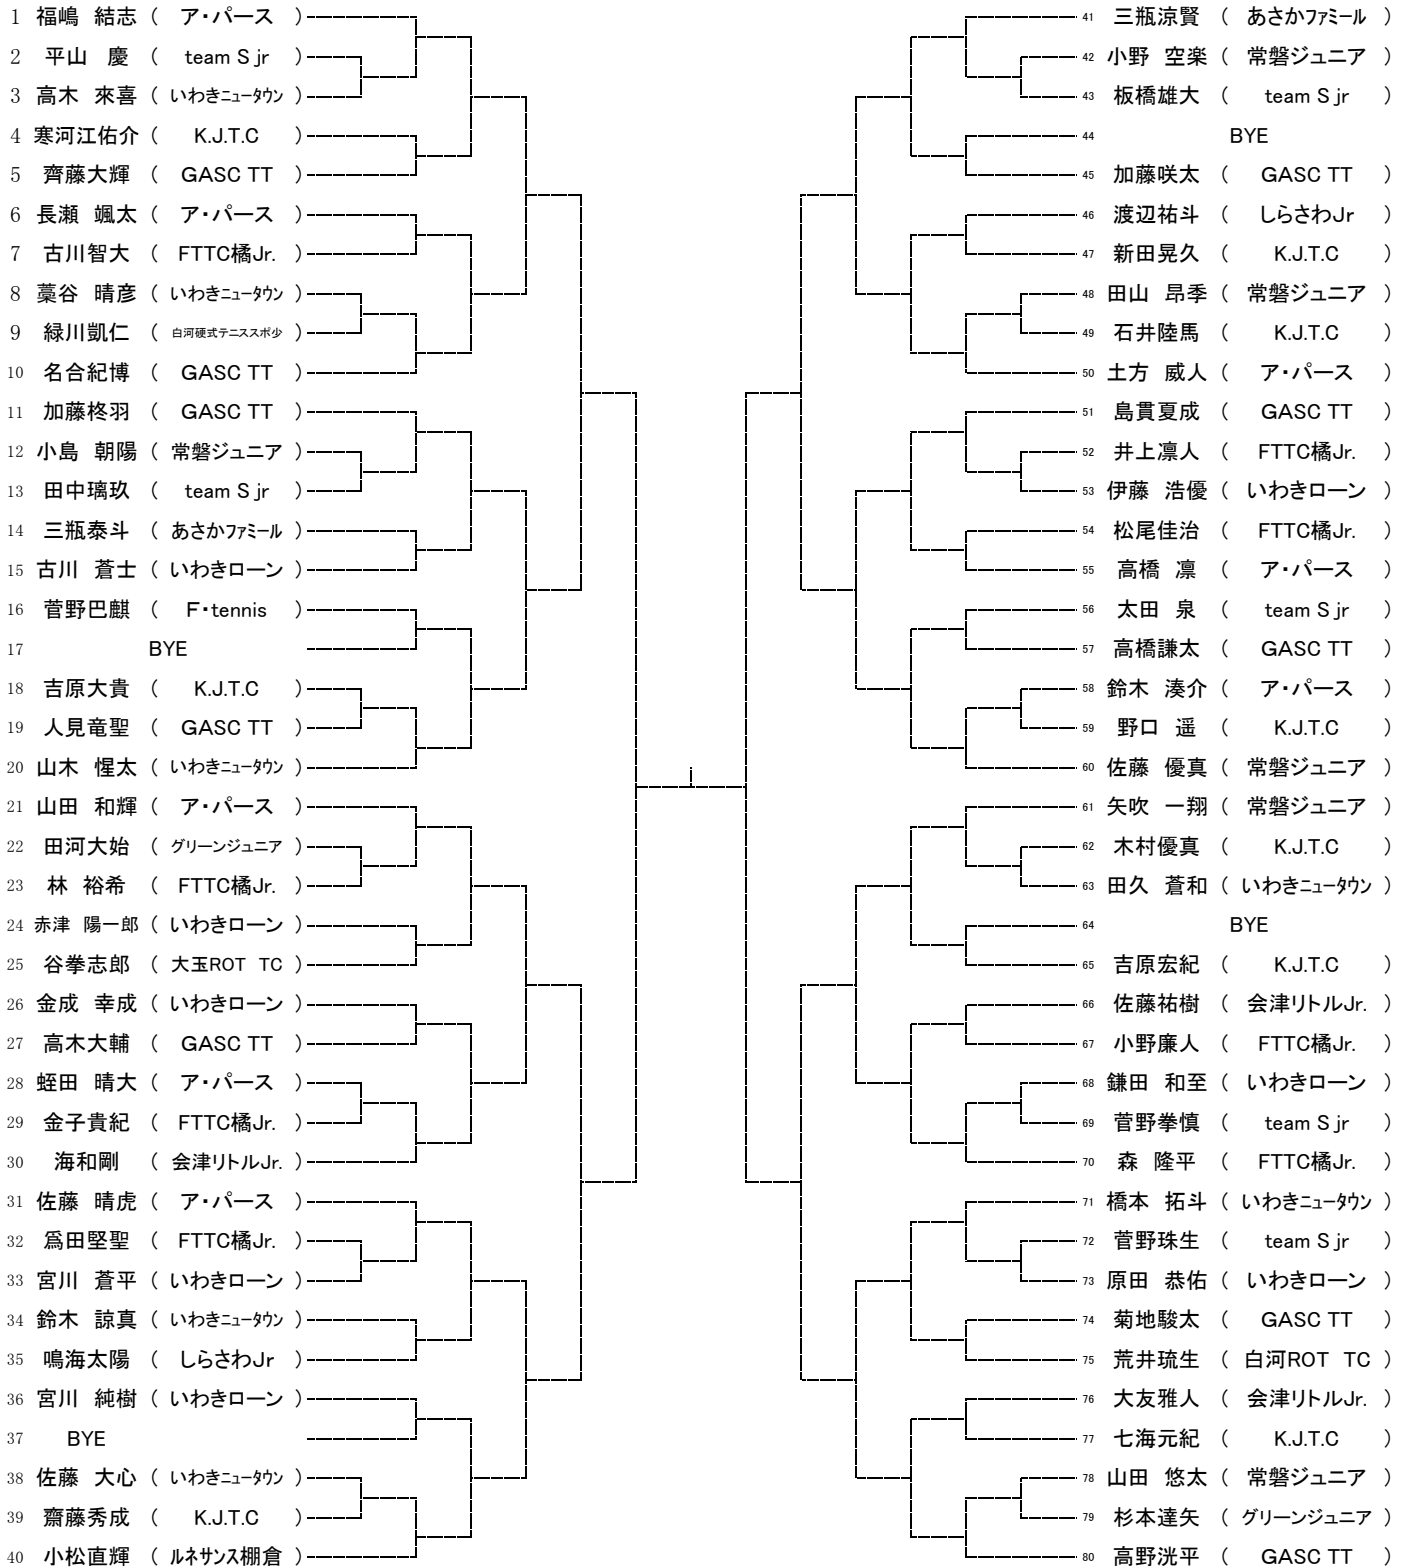 1 福嶋 結志 ( ア・パース )
2 平山 慶 ( team S jr )
3 高木 來喜 ( いわきニュータウン )
4 寒河江佑介 ( K.J.T.C )
5 齊藤大輝 ( GASC TT )
6 長瀬 颯太 ( ア・パース )
7 古川智大 ( FTTC橘Jr. )
8 藁谷 晴彦 ( いわきニュータウン )
9 緑川凱仁 ( 白河硬式テニススポ少 )
10 名合紀博 ( GASC TT )
11 加藤柊羽 ( GASC TT )
12 小島 朝陽 ( 常磐ジュニア )
13 田中璃玖 ( team S jr )
14 三瓶泰斗 ( あさかファミール )
15 古川 蒼士 ( いわきローン )
16 菅野巴麒 ( F・tennis )
17 BYE
18 吉原大貴 ( K.J.T.C )
19 人見竜聖 ( GASC TT )
20 山木 惺太 ( いわきニュータウン )
21 山田 和輝 ( ア・パース )
22 田河大始 ( グリーンジュニア )
23 林 裕希 ( FTTC橘Jr. )
24 赤津 陽一郎 ( いわきローン )
25 谷拳志郎 ( 大玉ROT TC )
26 金成 幸成 ( いわきローン )
27 高木大輔 ( GASC TT )
28 蛭田 晴大 ( ア・パース )
29 金子貴紀 ( FTTC橘Jr. )
30 海和剛 ( 会津リトルJr. )
31 佐藤 晴虎 ( ア・パース )
32 爲田堅聖 ( FTTC橘Jr. )
33 宮川 蒼平 ( いわきローン )
34 鈴木 諒真 ( いわきニュータウン )
35 鳴海太陽 ( しらさわJr )
36 宮川 純樹 ( いわきローン )
37 BYE
38 佐藤 大心 ( いわきニュータウン )
39 齋藤秀成 ( K.J.T.C )
40 小松直輝 ( ルネサンス棚倉 )
41 三瓶涼賢 ( あさかファミール )
42 小野 空楽 ( 常磐ジュニア )
43 板橋雄大 ( team S jr )
44 BYE
45 加藤咲太 ( GASC TT )
46 渡辺祐斗 ( しらさわJr )
47 新田晃久 ( K.J.T.C )
48 田山 昂季 ( 常磐ジュニア )
49 石井陸馬 ( K.J.T.C )
50 土方 威人 ( ア・パース )
51 島貫夏成 ( GASC TT )
52 井上凛人 ( FTTC橘Jr. )
53 伊藤 浩優 ( いわきローン )
54 松尾佳治 ( FTTC橘Jr. )
55 高橋 凛 ( ア・パース )
56 太田 泉 ( team S jr )
57 高橋謙太 ( GASC TT )
58 鈴木 湊介 ( ア・パース )
59 野口 遥 ( K.J.T.C )
60 佐藤 優真 ( 常磐ジュニア )
61 矢吹 一翔 ( 常磐ジュニア )
62 木村優真 ( K.J.T.C )
63 田久 蒼和 ( いわきニュータウン )
64 BYE
65 吉原宏紀 ( K.J.T.C )
66 佐藤祐樹 ( 会津リトルJr. )
67 小野廉人 ( FTTC橘Jr. )
68 鎌田 和至 ( いわきローン )
69 菅野拳慎 ( team S jr )
70 森 隆平 ( FTTC橘Jr. )
71 橋本 拓斗 ( いわきニュータウン )
72 菅野珠生 ( team S jr )
73 原田 恭佑 ( いわきローン )
74 菊地駿太 ( GASC TT )
75 荒井琉生 ( 白河ROT TC )
76 大友雅人 ( 会津リトルJr. )
77 七海元紀 ( K.J.T.C )
78 山田 悠太 ( 常磐ジュニア )
79 杉本達矢 ( グリーンジュニア )
80 高野洸平 ( GASC TT )